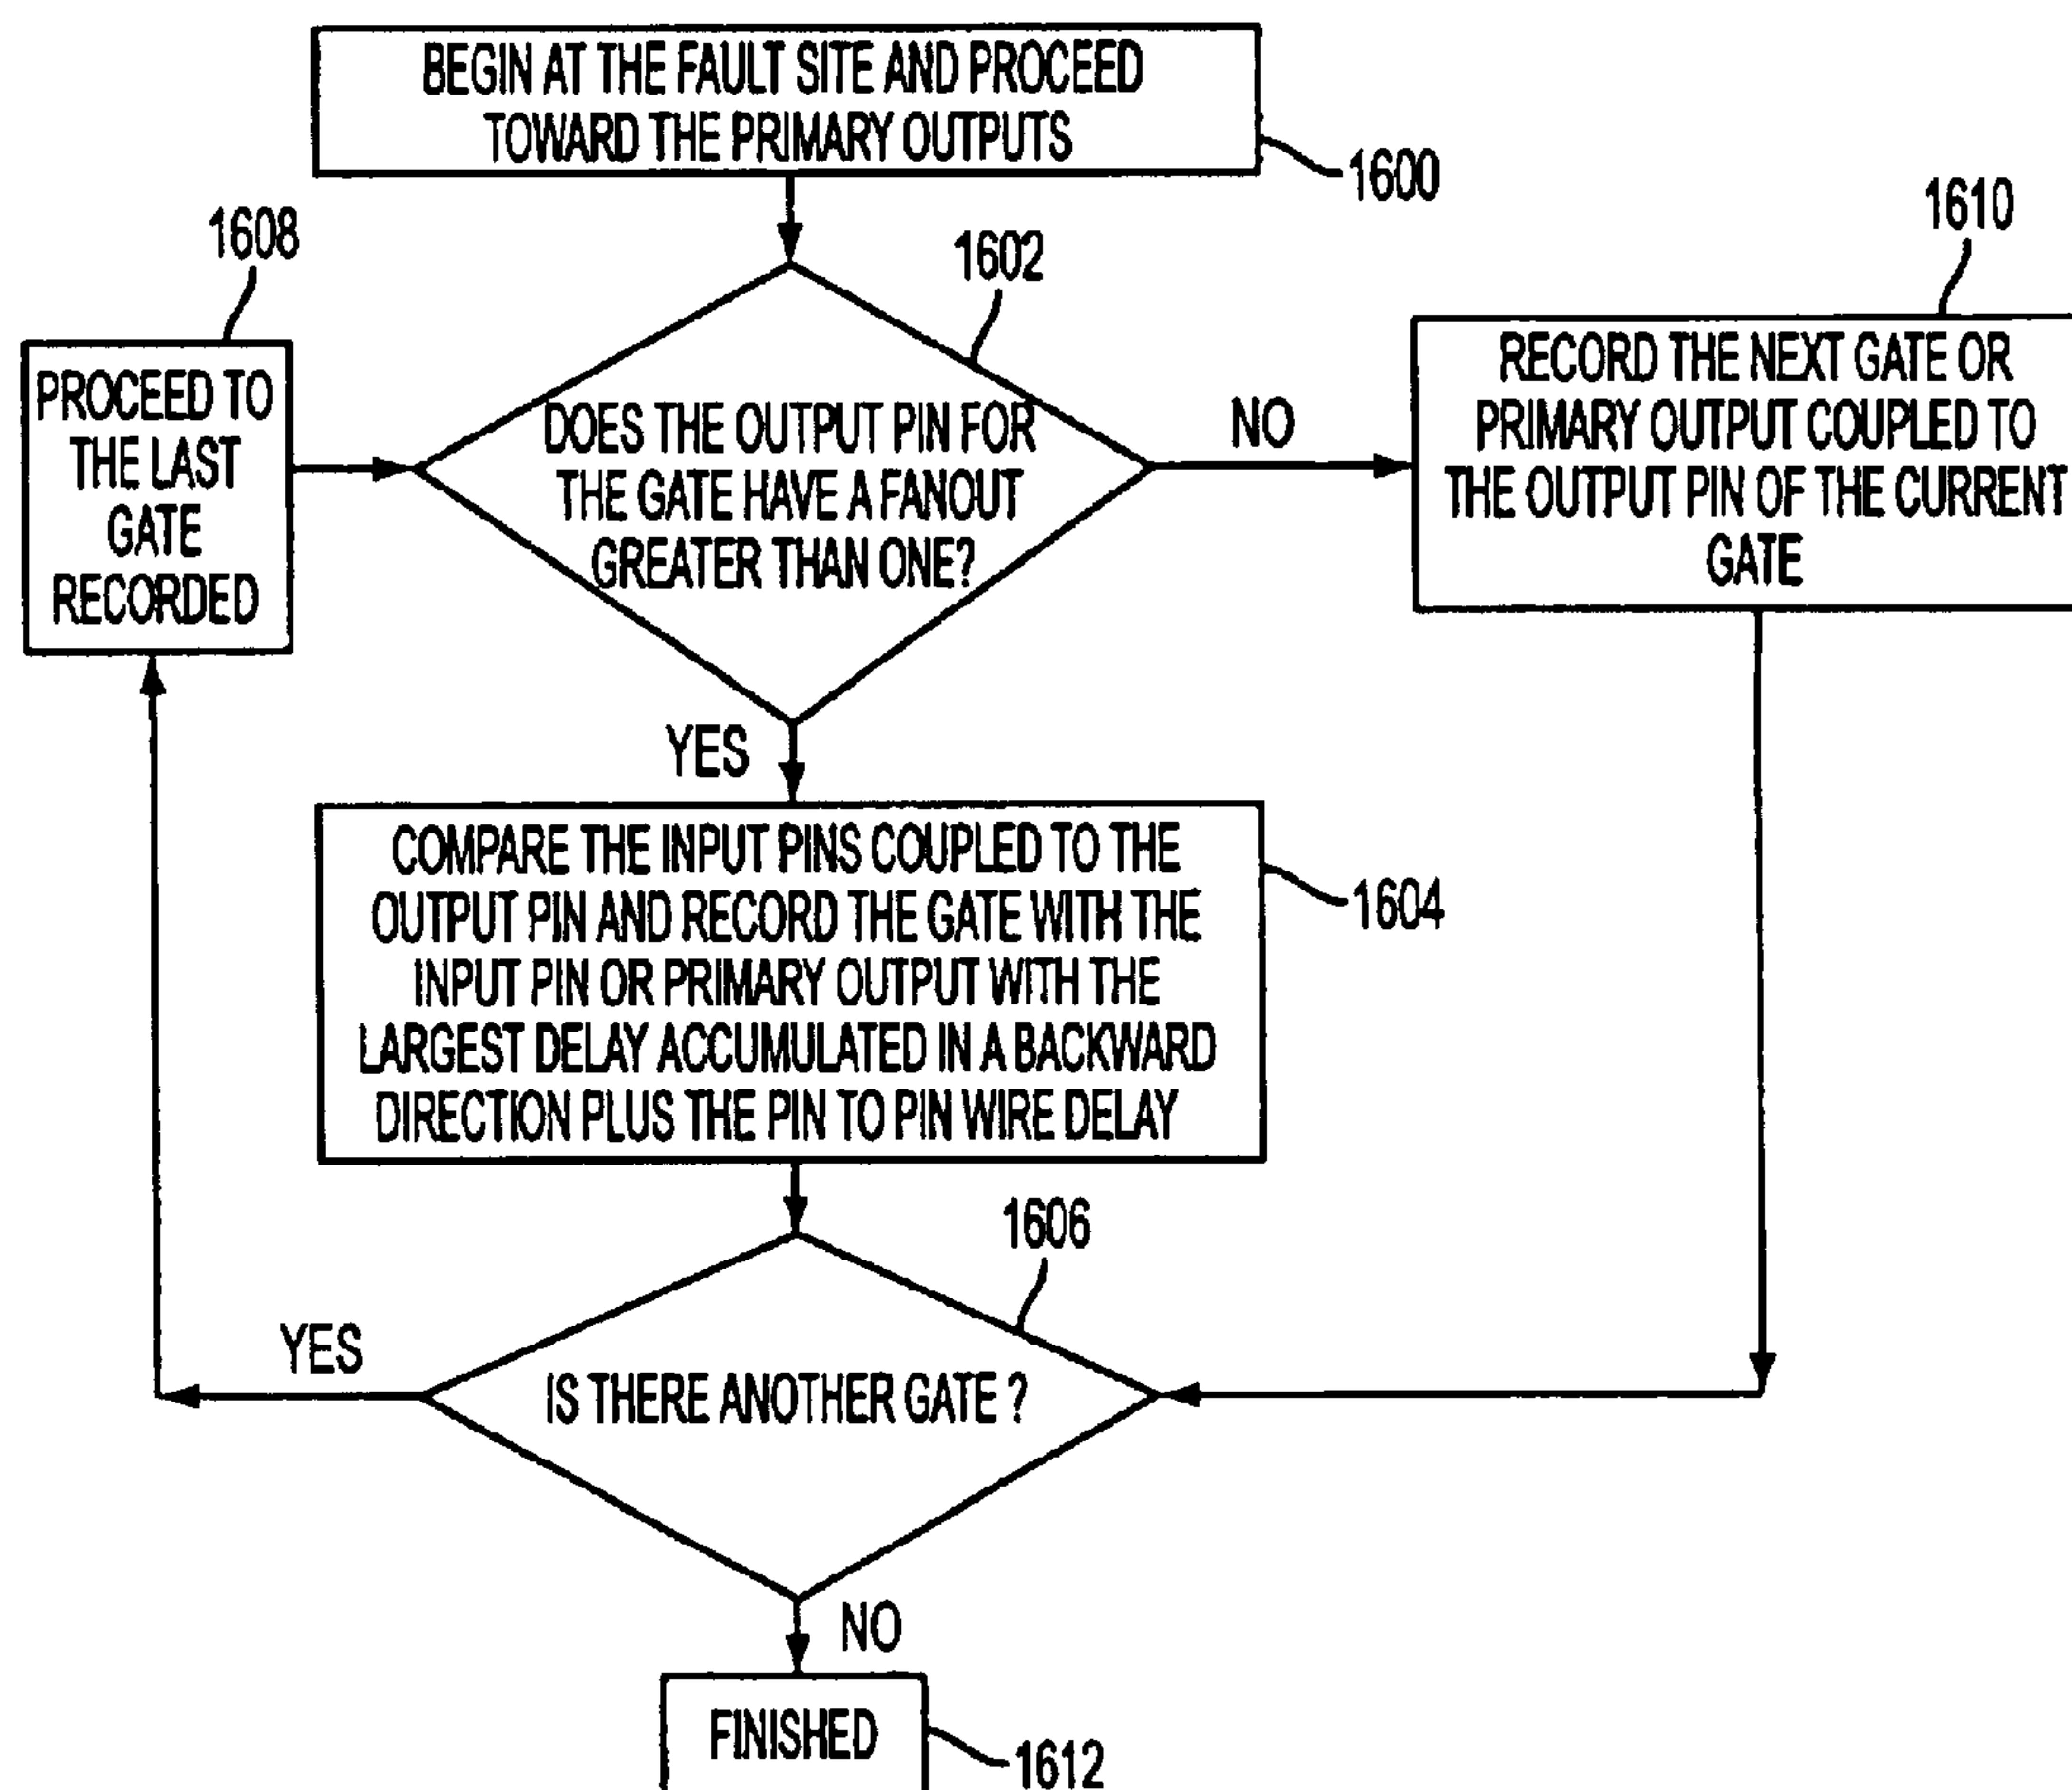 BEGIN AT THE FAULT SITE AND PROCEED
TOWARD THE PRIMARY OUTPUTS
1600
1608
1602
1610
PROCEED TO
THE LAST
GATE
RECORDED
DOES THE OUTPUT PIN FOR
THE GATE HAVE A FANOUT
GREATER THAN ONE?
NO
RECORD THE NEXT GATE OR
PRIMARY OUTPUT COUPLED TO
THE OUTPUT PIN OF THE CURRENT
GATE
YES
COMPARE THE INPUT PINS COUPLED TO THE
OUTPUT PIN AND RECORD THE GATE WITH THE
INPUT PIN OR PRIMARY OUTPUT WITH THE
LARGEST DELAY ACCUMULATED IN A BACKWARD
DIRECTION PLUS THE PIN TO PIN WIRE DELAY
1604
1606
YES
IS THERE ANOTHER GATE ?
NO
FINISHED
1612